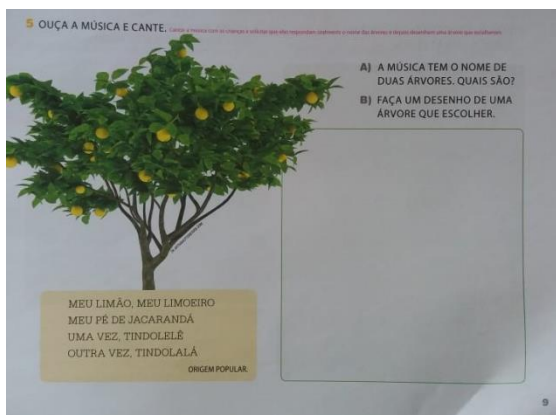 5 OUÇA A MÚSICA E CANTE.
A) A MÚSICA TEM O NOME DE
DUAS ÁRVORES. QUAIS SÃO?
B) FAÇA UM DESENHO DE UMA
ÁRVORE QUE ESCOLHER.
MEU LIMÃO, MEU LIMOEIRO
MEU PÉ DE JACARANDÁ
UMA VEZ, TINDOLELÊ
OUTRA VEZ, TINDOLALÁ
ORIGEM POPULAR.
9